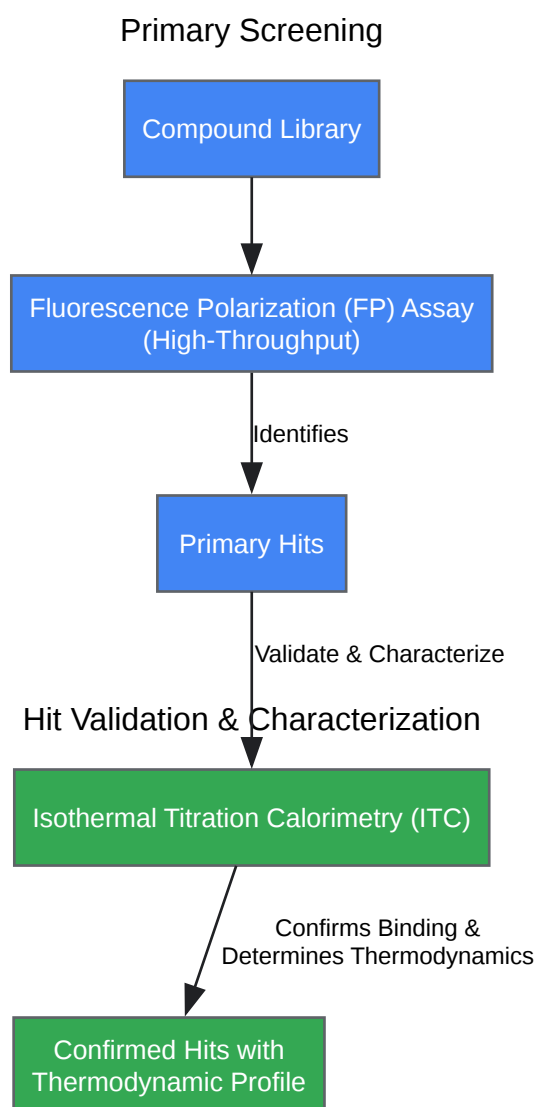 Primary Screening
Compound Library
Fluorescence Polarization (FP) Assay
(High-Throughput)
Identifies
Primary Hits
Validate & Characterize
Hit Validation & Characterization
Isothermal Titration Calorimetry (ITC)
Confirms Binding &
Determines Thermodynamics
Confirmed Hits with
Thermodynamic Profile